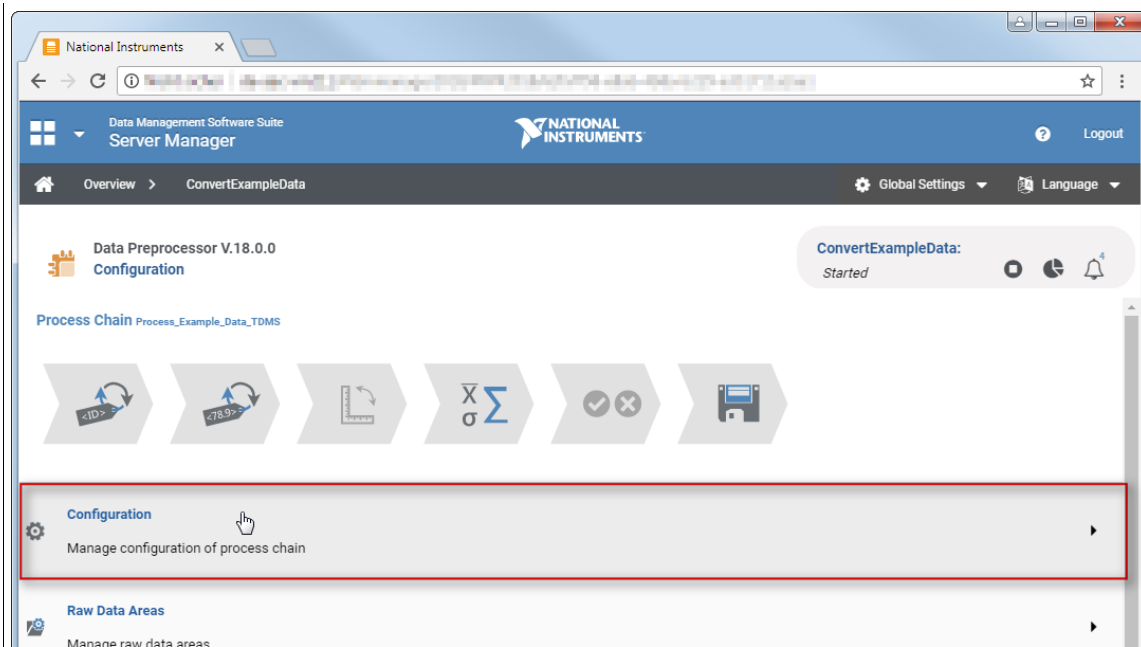 National Instruments
Data Management Software Suite
Server Manager
NATIONAL
INSTRUMENTS
Logout
Overview > ConvertExampleData
Global Settings
Language
Data Preprocessor V.18.0.0
Configuration
ConvertExampleData:
Started
4
Process Chain Process_Example_Data_TDMS
<ID>
<78.9>
X
σ Σ
Configuration
Manage configuration of process chain
Raw Data Areas
Manage raw data areas